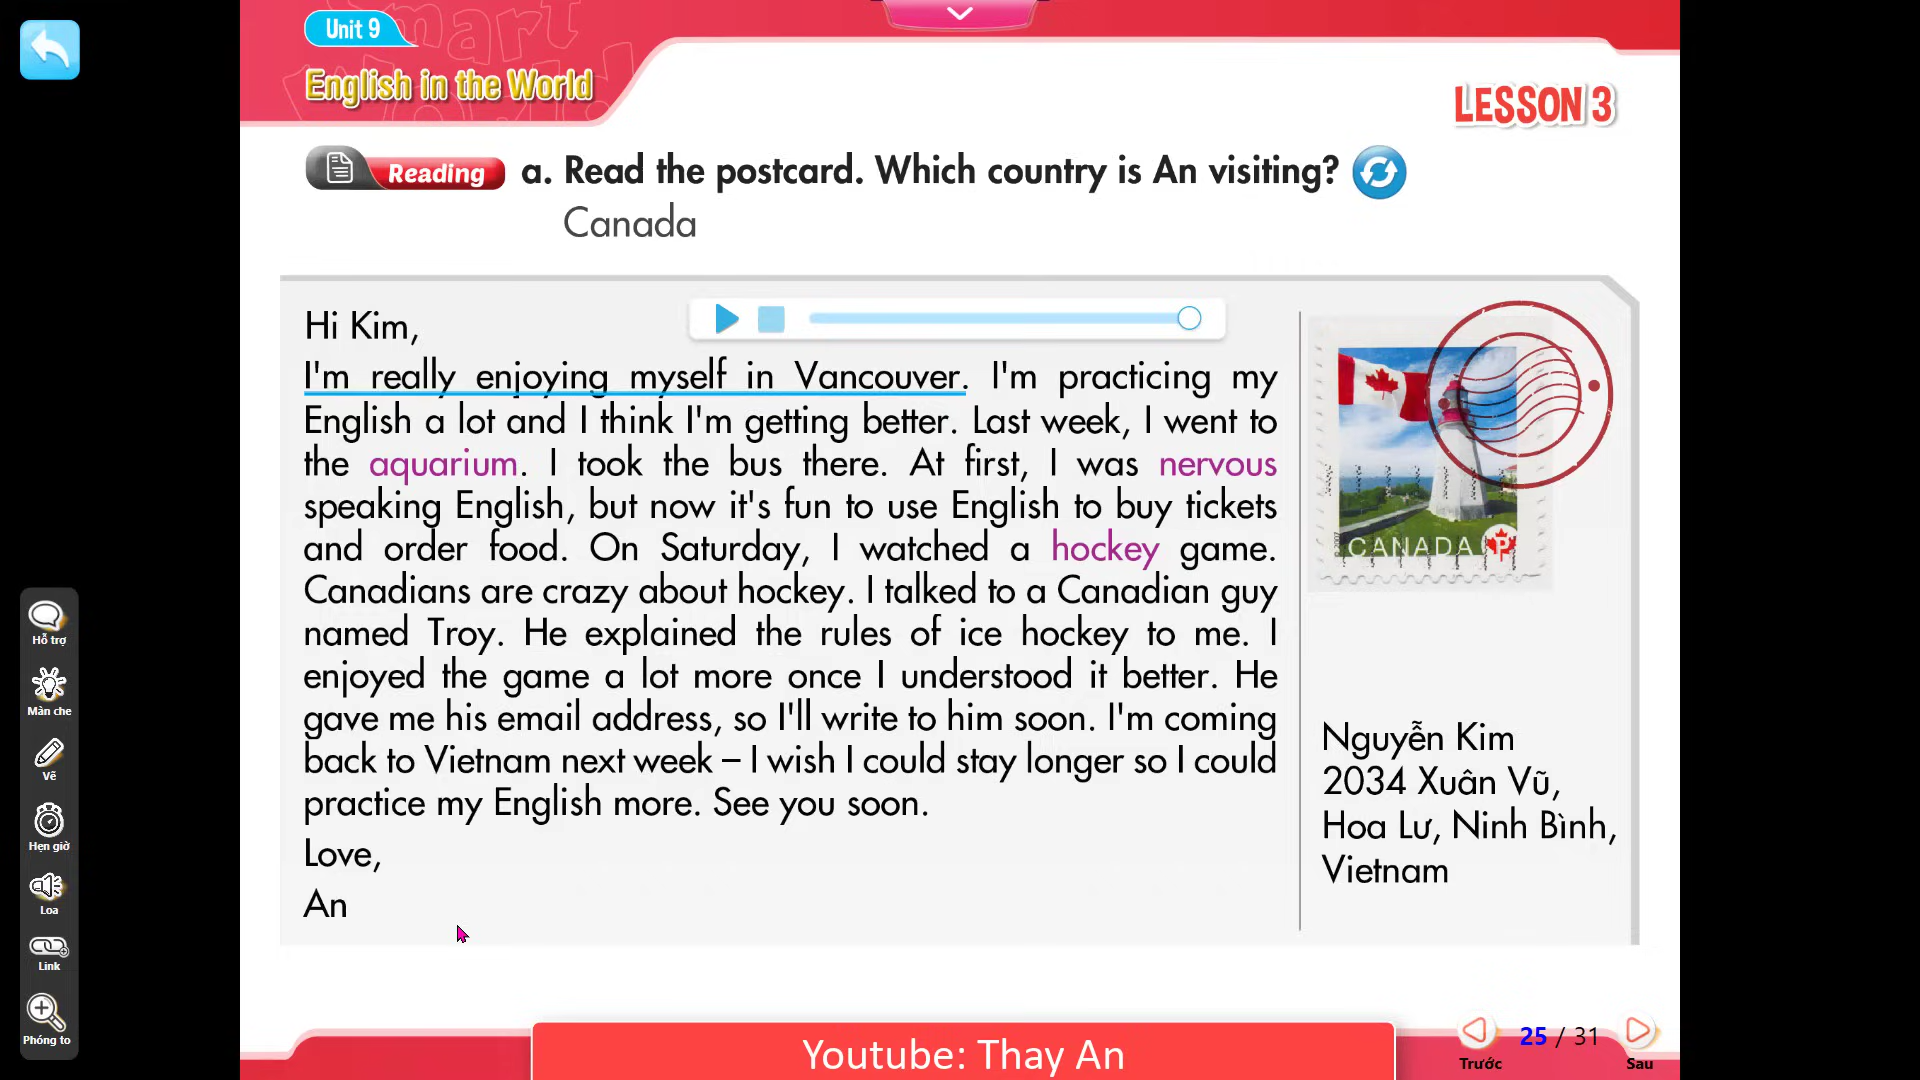 Unit 9
English in the World
LESSON 3
Reading
a. Read the postcard. Which country is An visiting?
Canada
Hi Kim,
I'm really enjoying myself in Vancouver. I'm practicing my
English a lot and I think I'm getting better. Last week, I went to
the aquarium. I took the bus there. At first, I was nervous
speaking English, but now it's fun to use English to buy tickets
and order food. On Saturday, I watched a hockey game.
Canadians are crazy about hockey. I talked to a Canadian guy
named Troy. He explained the rules of ice hockey to me. I
enjoyed the game a lot more once I understood it better. He
gave me his email address, so I'll write to him soon. I'm coming
back to Vietnam next week – I wish I could stay longer so I could
practice my English more. See you soon.
Love,
An
CANADA
P
Nguyễn Kim
2034 Xuân Vũ,
Hoa Lư, Ninh Bình,
Vietnam
Hỗ trợ
Màn che
Vẽ
Hẹn giờ
Loa
Link
Phóng to
Youtube: Thay An
25 / 31
Trước
Sau